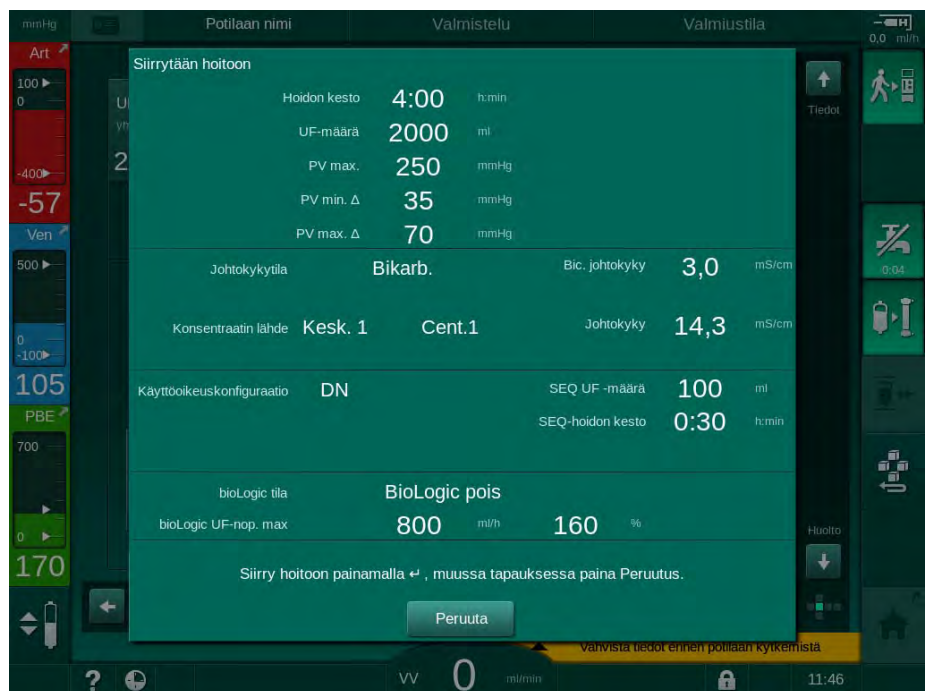 mmHg
Potilaan nimi
Valmistelu
Valmiustila
0,0 ml/h
Art
100
0
-400
-57
Ven
500
0
-100
105
PBE
700
0
170
Siirrytään hoitoon
Hoidon kesto 4:00 h:min
UF-määrä 2000 ml
PV max. 250 mmHg
PV min. Δ 35 mmHg
PV max. Δ 70 mmHg
Johtokykytila Bikarb. Bic. johtokyky 3,0 mS/cm
Konsentraatin lähde Kesk. 1 Cent.1 Johtokyky 14,3 mS/cm
Käyttöoikeuskonfiguraatio DN SEQ UF -määrä 100 ml
SEQ-hoidon kesto 0:30 h:min
bioLogic tila BioLogic pois
bioLogic UF-nop. max 800 ml/h 160 %
Siirry hoitoon painamalla ↵ , muussa tapauksessa paina Peruutus.
Peruuta
Tiedot
0:04
Huolto
Vahvista tiedot ennen potilaan kytkemistä
? VV 0 ml/min 11:46